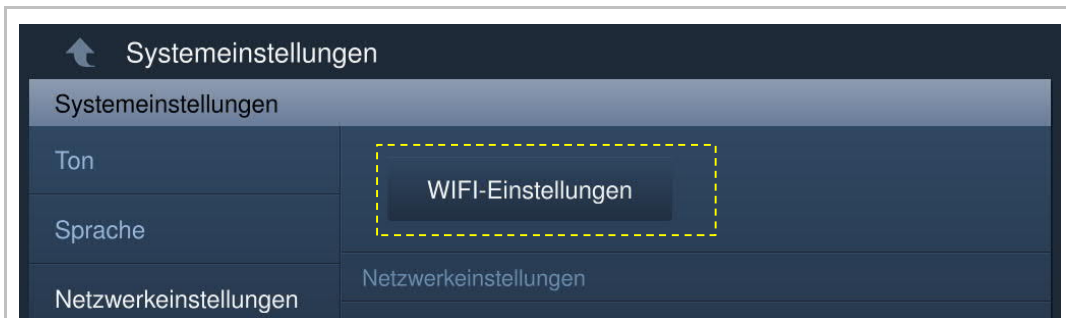 Systemeinstellungen
Systemeinstellungen
Ton
WIFI-Einstellungen
Sprache
Netzwerkeinstellungen
Netzwerkeinstellungen